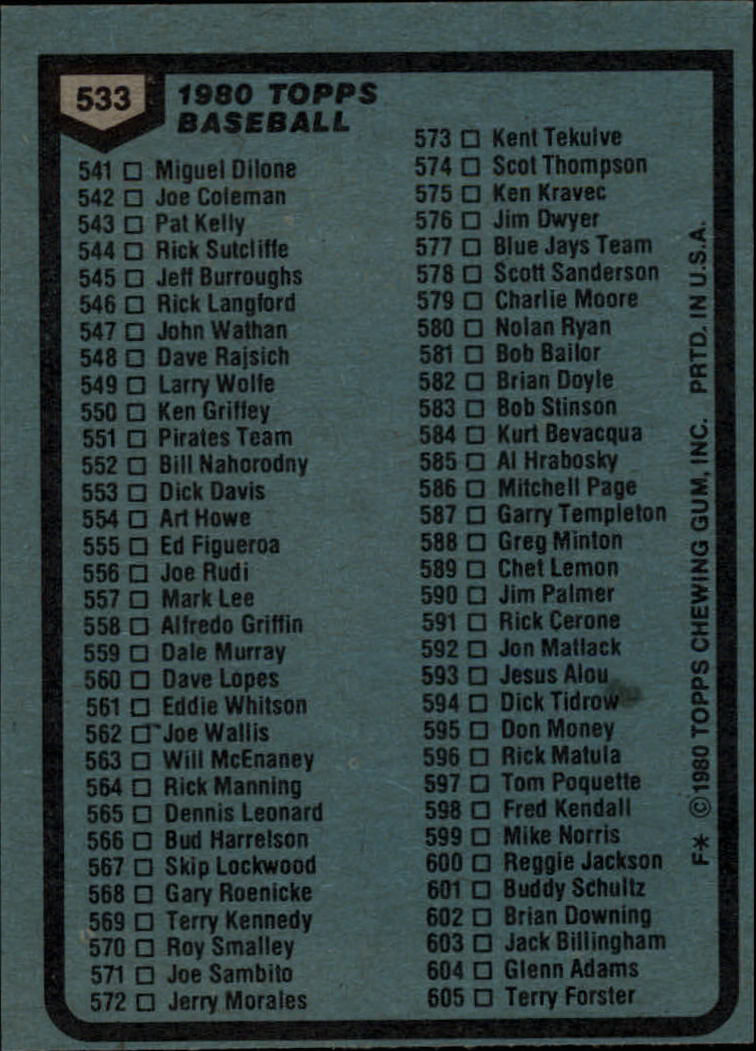 533
1980 TOPPS
BASEBALL
541 □ Miguel Dilone
542 □ Joe Coleman
543 □ Pat Kelly
544 □ Rick Sutcliffe
545 □ Jeff Burroughs
546 □ Rick Langford
547 □ John Wathan
548 □ Dave Rajsich
549 □ Larry Wolfe
550 □ Ken Griffey
551 □ Pirates Team
552 □ Bill Nahorodny
553 □ Dick Davis
554 □ Art Howe
555 □ Ed Figueroa
556 □ Joe Rudi
557 □ Mark Lee
558 □ Alfredo Griffin
559 □ Dale Murray
560 □ Dave Lopes
561 □ Eddie Whitson
562 □ Joe Wallis
563 □ Will McEnaney
564 □ Rick Manning
565 □ Dennis Leonard
566 □ Bud Harrelson
567 □ Skip Lockwood
568 □ Gary Roenicke
569 □ Terry Kennedy
570 □ Roy Smalley
571 □ Joe Sambito
572 □ Jerry Morales
573 □ Kent Tekulve
574 □ Scot Thompson
575 □ Ken Kravec
576 □ Jim Dwyer
577 □ Blue Jays Team
578 □ Scott Sanderson
579 □ Charlie Moore
580 □ Nolan Ryan
581 □ Bob Bailor
582 □ Brian Doyle
583 □ Bob Stinson
584 □ Kurt Bevacqua
585 □ Al Hrabosky
586 □ Mitchell Page
587 □ Garry Templeton
588 □ Greg Minton
589 □ Chet Lemon
590 □ Jim Palmer
591 □ Rick Cerone
592 □ Jon Matlack
593 □ Jesus Alou
594 □ Dick Tidrow
595 □ Don Money
596 □ Rick Matula
597 □ Tom Poquette
598 □ Fred Kendall
599 □ Mike Norris
600 □ Reggie Jackson
601 □ Buddy Schultz
602 □ Brian Downing
603 □ Jack Billingham
604 □ Glenn Adams
605 □ Terry Forster
F* © 1980 TOPPS CHEWING GUM, INC. PRTD. IN U.S.A.